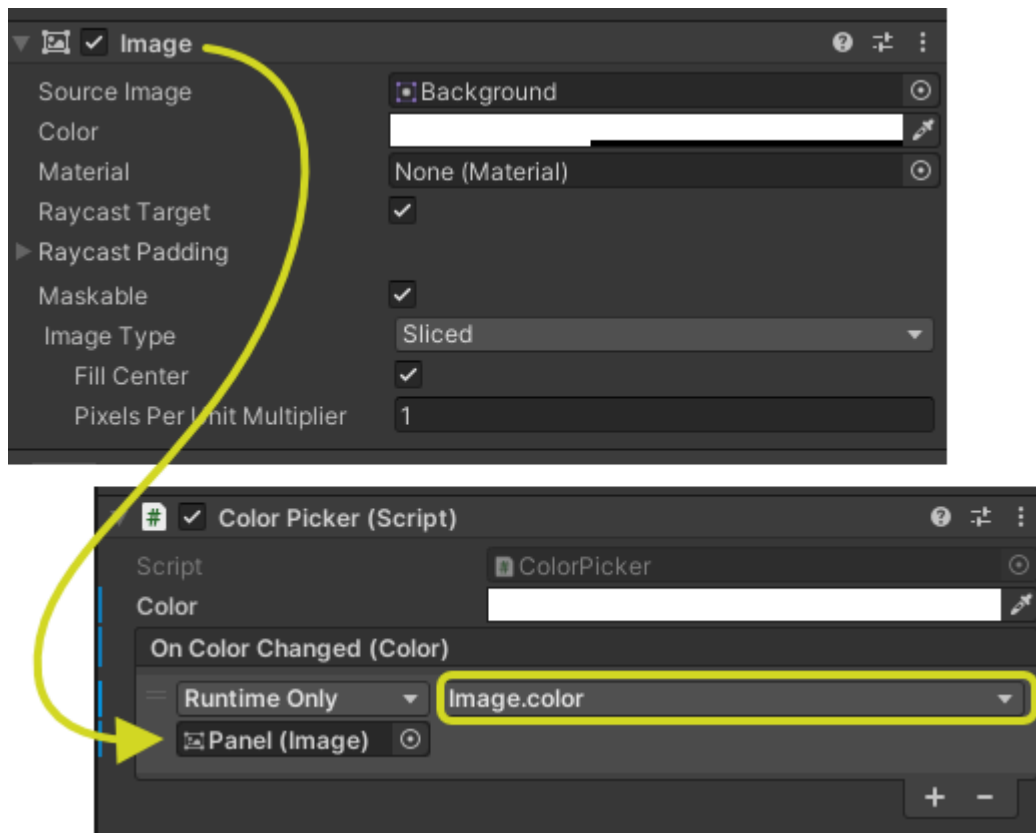 Image
Source Image Background
Color
Material None (Material)
Raycast Target
Raycast Padding
Maskable
Image Type Sliced
Fill Center
Pixels Per Unit Multiplier 1
# Color Picker (Script)
Script # ColorPicker
Color
On Color Changed (Color)
Runtime Only Image.color
Panel (Image)
+ -